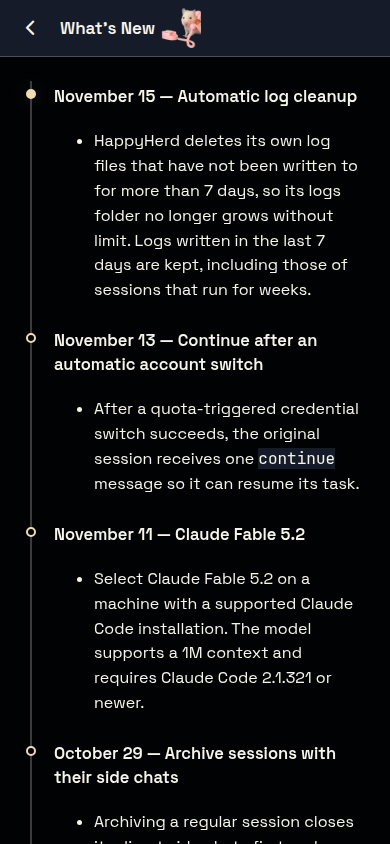 What's New
November 15 — Automatic log cleanup
HappyHerd deletes its own log
files that have not been written to
for more than 7 days, so its logs
folder no longer grows without
limit. Logs written in the last 7
days are kept, including those of
sessions that run for weeks.
November 13 — Continue after an
automatic account switch
After a quota-triggered credential
switch succeeds, the original
session receives one continue
message so it can resume its task.
November 11 — Claude Fable 5.2
Select Claude Fable 5.2 on a
machine with a supported Claude
Code installation. The model
supports a 1M context and
requires Claude Code 2.1.321 or
newer.
October 29 — Archive sessions with
their side chats
Archiving a regular session closes